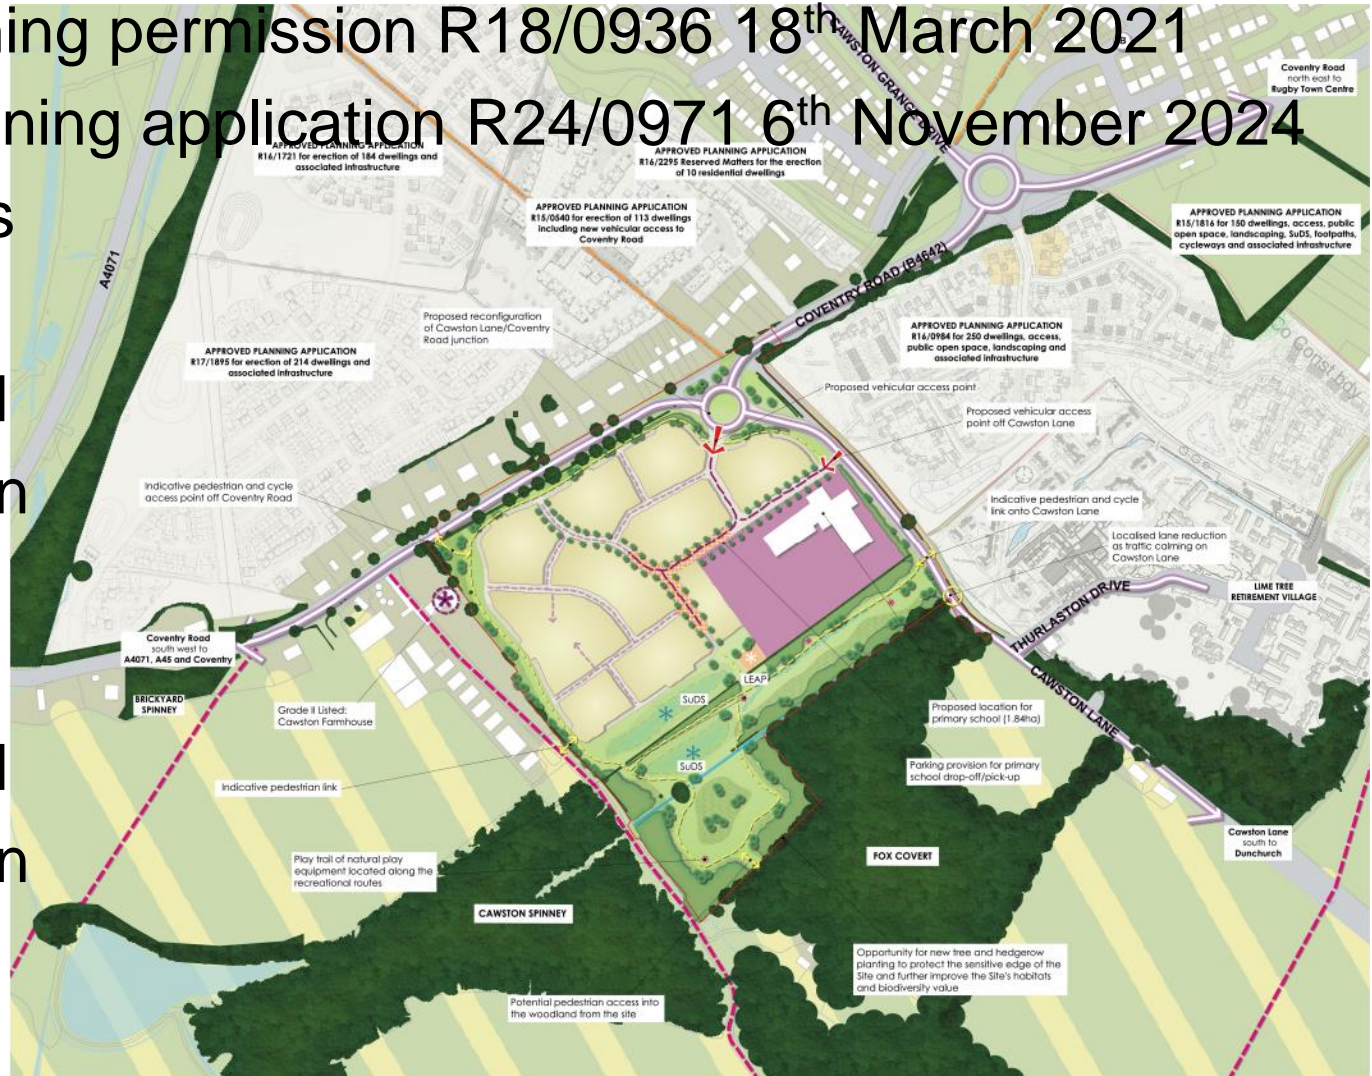 ning permission R18/0936 18th March 2021
ning application R24/0971 6th November 2024
s
n
n
CAWSTON GRANGE DRIVE
Coventry Road
north east to
Rugby Town Centre
APPROVED PLANNING APPLICATION
R16/1721 for erection of 184 dwellings and
associated infrastructure
APPROVED PLANNING APPLICATION
R16/2295 Reserved Matters for the erection
of 10 residential dwellings
APPROVED PLANNING APPLICATION
R15/0540 for erection of 113 dwellings
including new vehicular access to
Coventry Road
APPROVED PLANNING APPLICATION
R15/1816 for 150 dwellings, access, public
open space, landscaping, SuDS, footpaths,
cycleways and associated infrastructure
A4071
COVENTRY ROAD (B4642)
Co Const bdy
Proposed reconfiguration
of Cawston Lane/Coventry
Road junction
APPROVED PLANNING APPLICATION
R16/0984 for 250 dwellings, access,
public open space, landscaping and
associated infrastructure
APPROVED PLANNING APPLICATION
R17/1895 for erection of 214 dwellings and
associated infrastructure
Proposed vehicular access point
Proposed vehicular access
point off Cawston Lane
Indicative pedestrian and cycle
access point off Coventry Road
Indicative pedestrian and cycle
link onto Cawston Lane
Localised lane reduction
as traffic calming on
Cawston Lane
LIME TREE
RETIREMENT VILLAGE
THURLASTON DRIVE
Coventry Road
south west to
A4071, A45 and Coventry
BRICKYARD
SPINNEY
Grade II Listed:
Cawston Farmhouse
LEAP
SuDS
CAWSTON LANE
Proposed location for
primary school (1.84ha)
SuDS
Parking provision for primary
school drop-off/pick-up
Indicative pedestrian link
Cawston Lane
south to
Dunchurch
FOX COVERT
Play trail of natural play
equipment located along the
recreational routes
CAWSTON SPINNEY
Opportunity for new tree and hedgerow
planting to protect the sensitive edge of the
Site and further improve the Site's habitats
and biodiversity value
Potential pedestrian access into
the woodland from the site